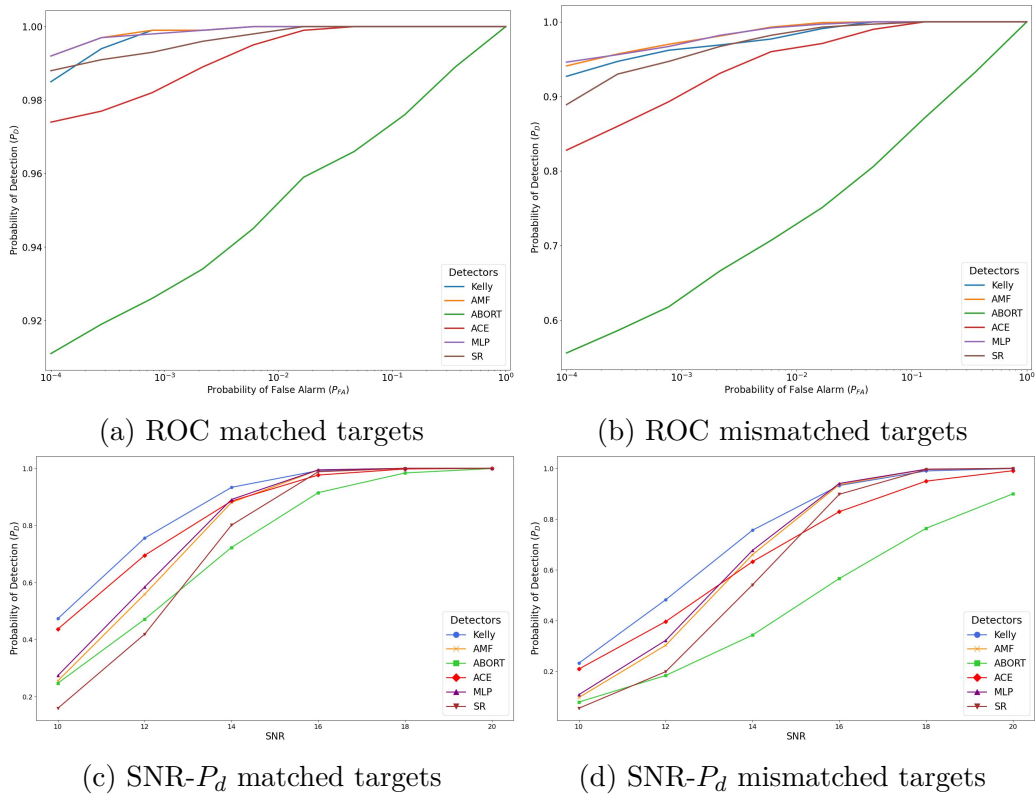 1.00
0.98
0.96
0.94
0.92
Probability of Detection (P_D)
10⁻⁴
10⁻³
10⁻²
10⁻¹
10⁰
Probability of False Alarm (P_FA)
Detectors
Kelly
AMF
ABORT
ACE
MLP
SR
(a) ROC matched targets
1.0
0.9
0.8
0.7
0.6
Probability of Detection (P_D)
10⁻⁴
10⁻³
10⁻²
10⁻¹
10⁰
Probability of False Alarm (P_FA)
Detectors
Kelly
AMF
ABORT
ACE
MLP
SR
(b) ROC mismatched targets
1.0
0.8
0.6
0.4
0.2
Probability of Detection (P_D)
10
12
14
16
18
20
SNR
Detectors
Kelly
AMF
ABORT
ACE
MLP
SR
(c) SNR-P_d matched targets
1.0
0.8
0.6
0.4
0.2
Probability of Detection (P_D)
10
12
14
16
18
20
SNR
Detectors
Kelly
AMF
ABORT
ACE
MLP
SR
(d) SNR-P_d mismatched targets